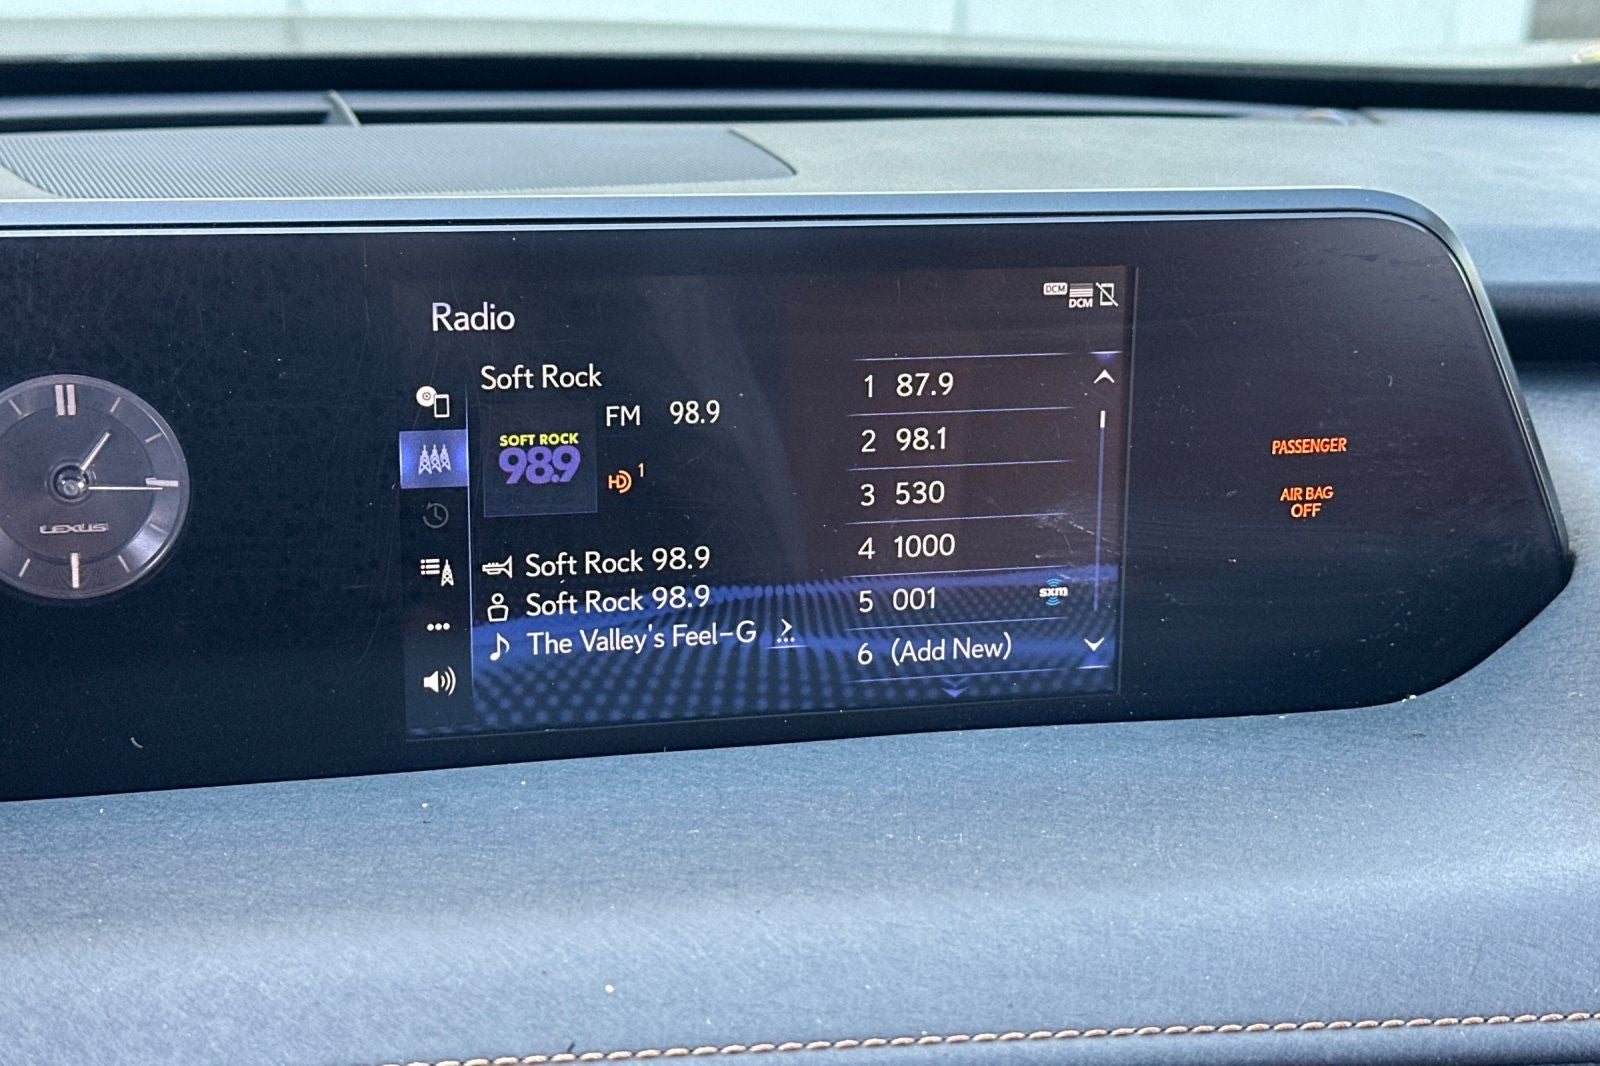 DCM
DCM
Radio
Soft Rock
FM 98.9
SOFT ROCK
98.9
HD 1
Soft Rock 98.9
Soft Rock 98.9
The Valley's Feel-G
1 87.9
2 98.1
3 530
4 1000
5 001 sxm
6 (Add New)
LEXUS
PASSENGER
AIR BAG
OFF